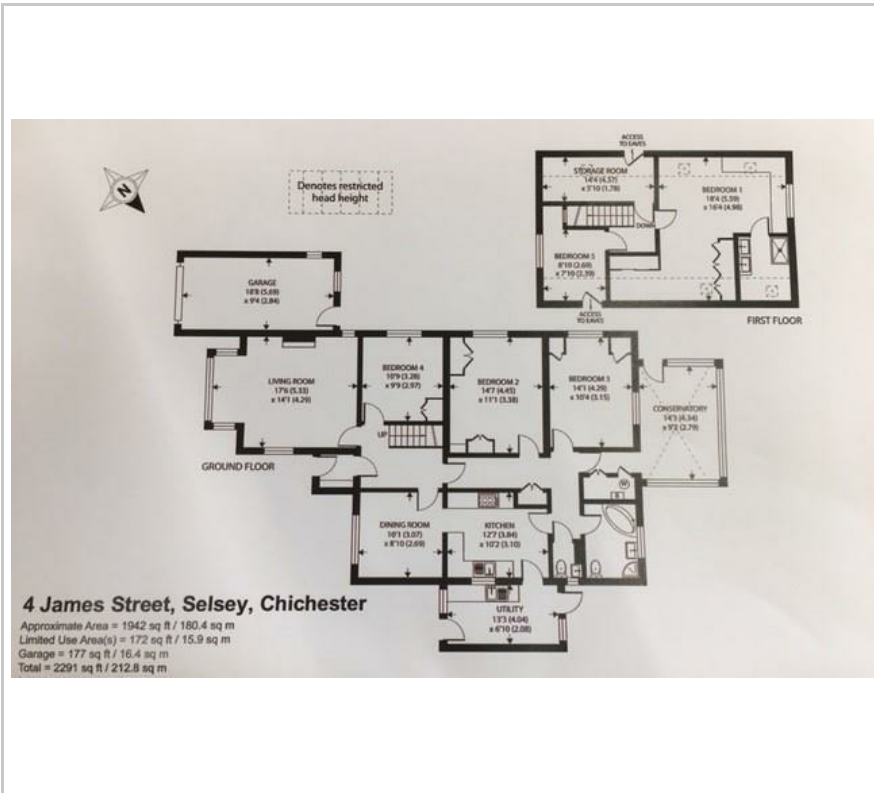 N
Denotes restricted
head height
ACCESS
TO EAVES
STORAGE ROOM
14'4 (4.37)
x 5'10 (1.78)
BEDROOM 1
18'4 (5.59)
x 16'4 (4.98)
DOWN
BEDROOM 5
8'10 (2.69)
x 7'10 (2.39)
ACCESS
TO EAVES
FIRST FLOOR
GARAGE
18'8 (5.69)
x 9'4 (2.84)
LIVING ROOM
17'6 (5.33)
x 14'1 (4.29)
BEDROOM 4
10'9 (3.28)
x 9'9 (2.97)
BEDROOM 2
14'7 (4.45)
x 11'1 (3.38)
BEDROOM 3
14'1 (4.29)
x 10'4 (3.15)
CONSERVATORY
14'3 (4.34)
x 9'2 (2.79)
UP
GROUND FLOOR
W
B
DINING ROOM
10'1 (3.07)
x 8'10 (2.69)
KITCHEN
12'7 (3.84)
x 10'2 (3.10)
UTILITY
13'3 (4.04)
x 6'10 (2.08)
4 James Street, Selsey, Chichester
Approximate Area = 1942 sq ft / 180.4 sq m
Limited Use Area(s) = 172 sq ft / 15.9 sq m
Garage = 177 sq ft / 16.4 sq m
Total = 2291 sq ft / 212.8 sq m